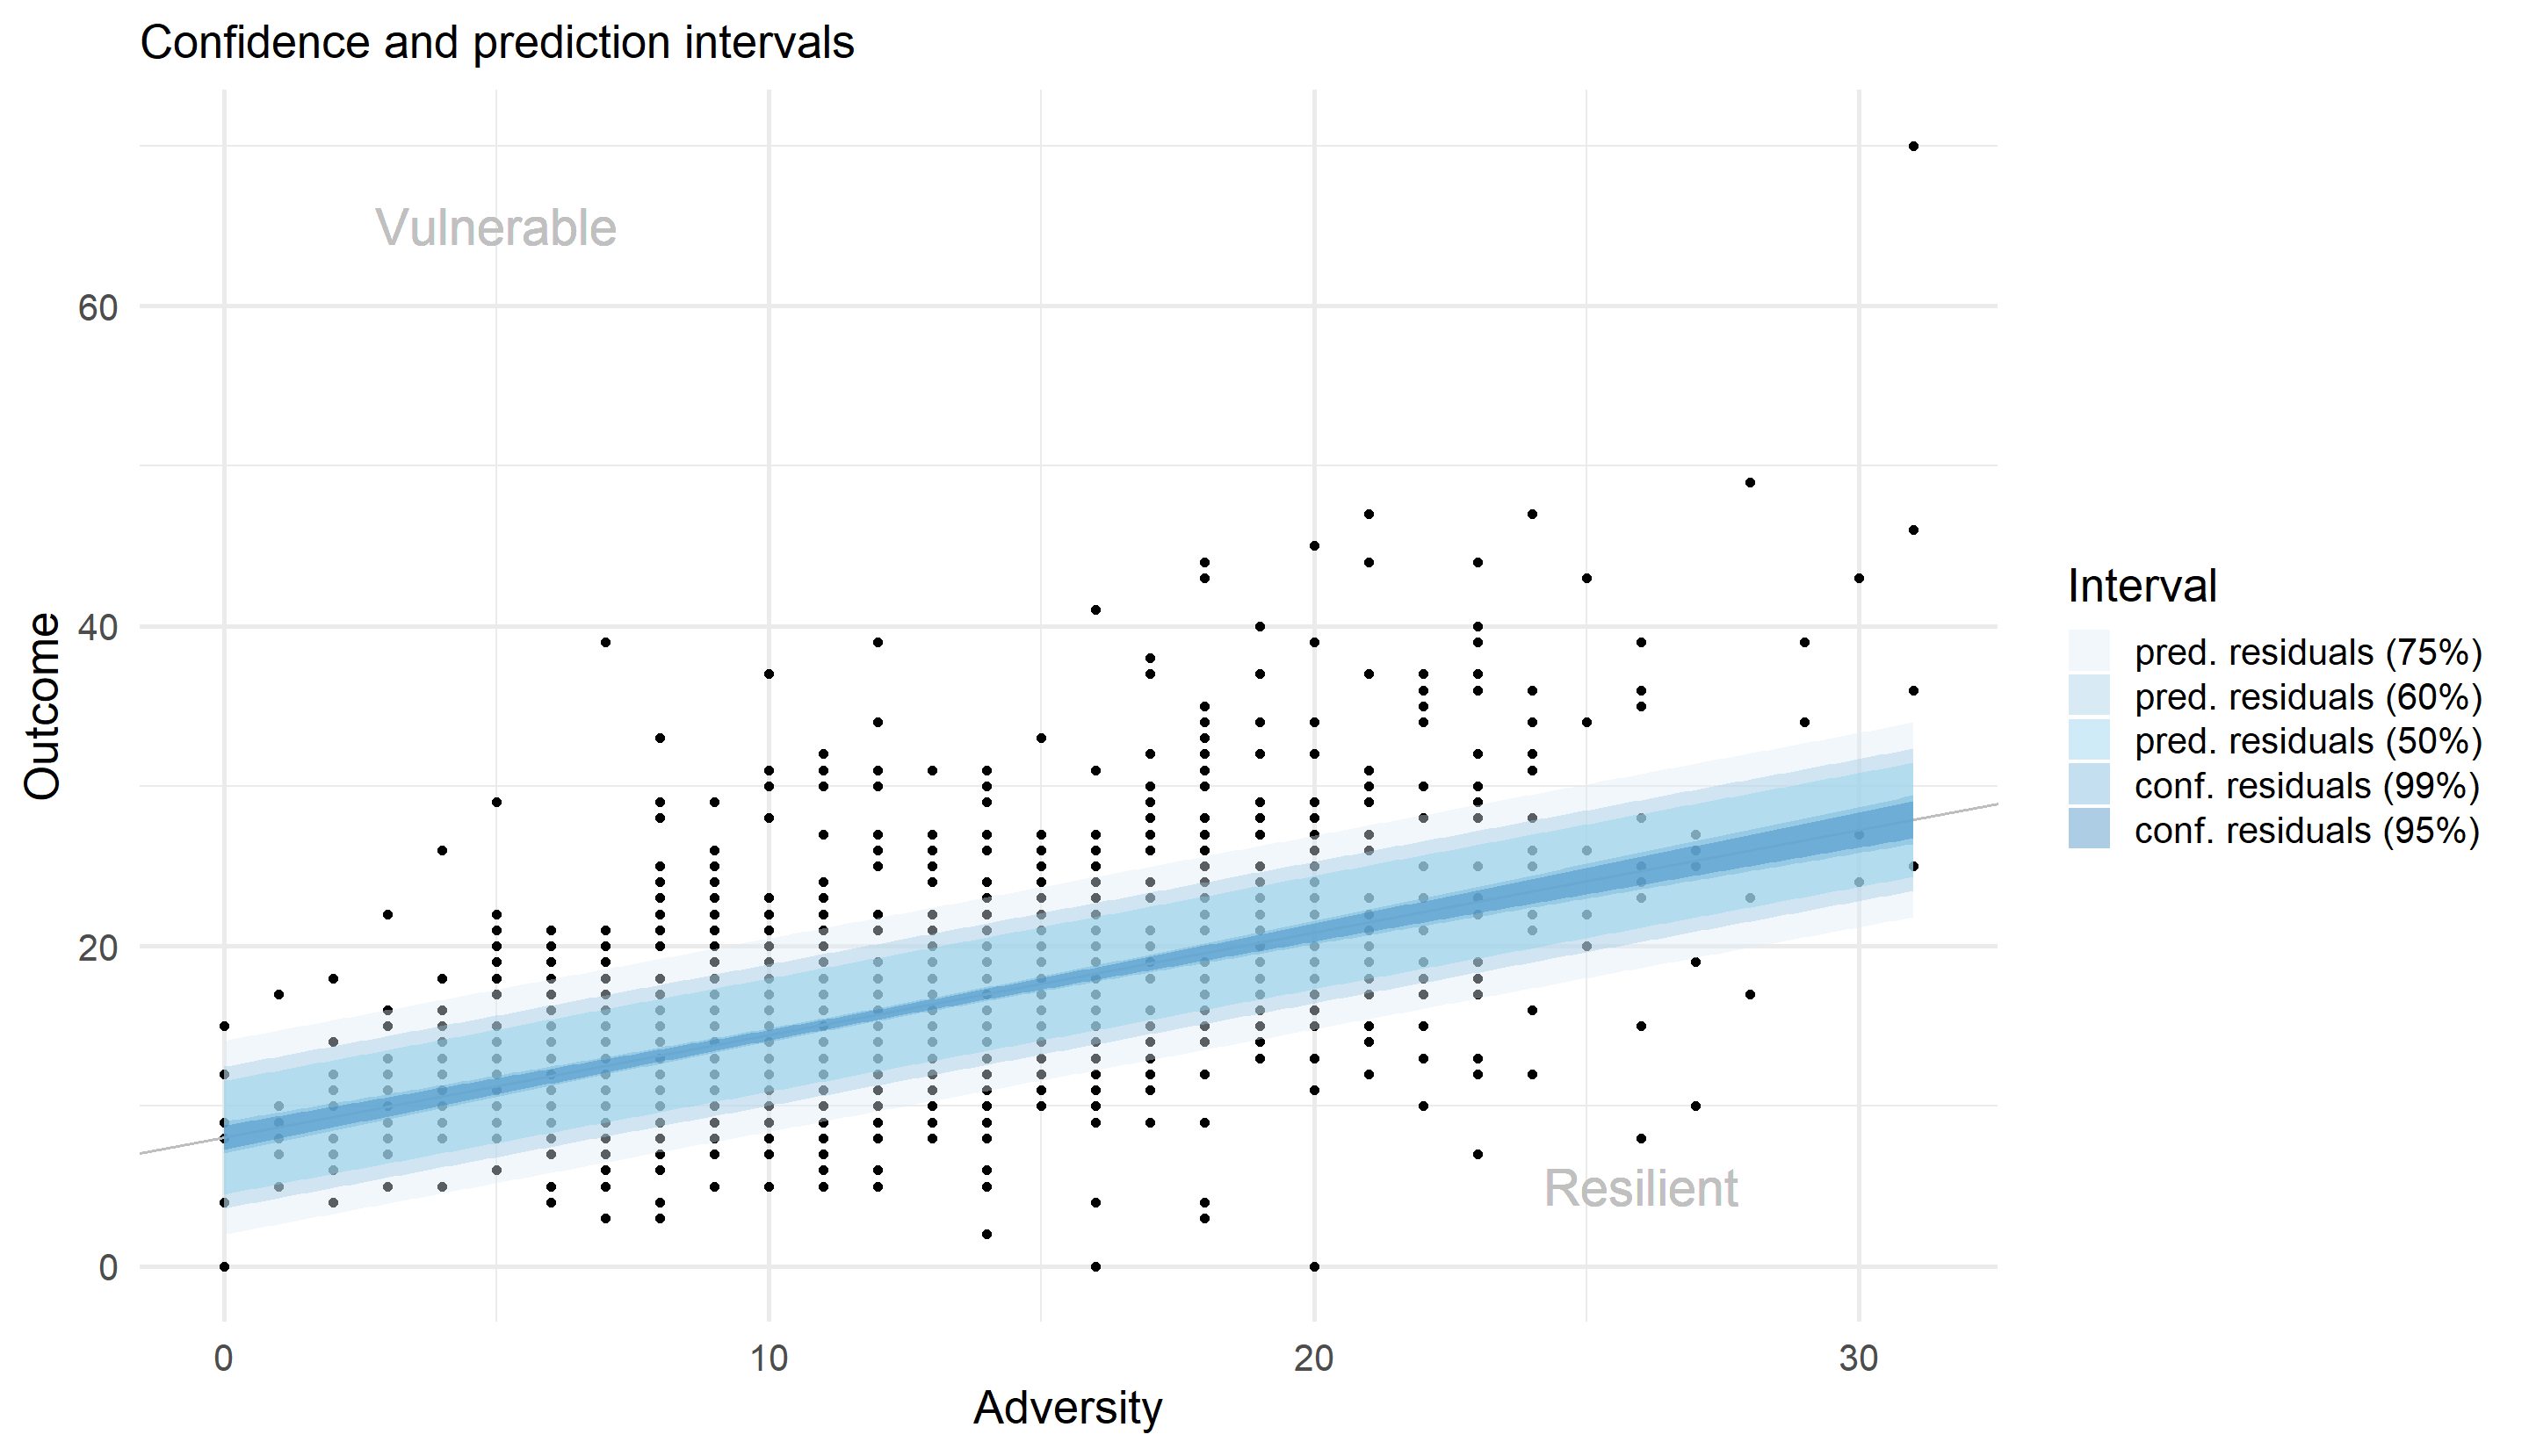 Confidence and prediction intervals
Vulnerable
60
40
20
0
Outcome
Resilient
0
10
20
30
Adversity
Interval
pred. residuals (75%)
pred. residuals (60%)
pred. residuals (50%)
conf. residuals (99%)
conf. residuals (95%)